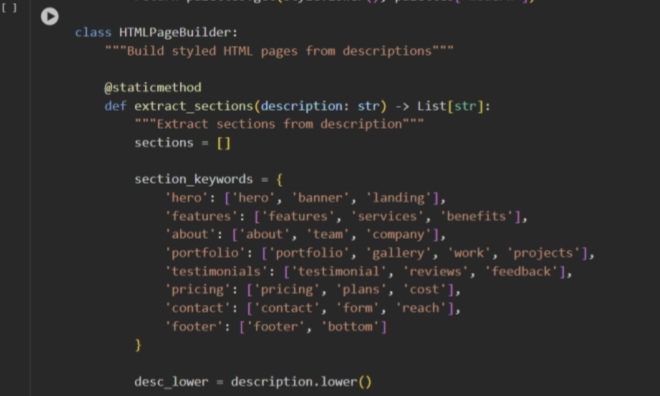 [ ]
class HTMLPageBuilder:
"""Build styled HTML pages from descriptions"""
@staticmethod
def extract_sections(description: str) -> List[str]:
"""Extract sections from description"""
sections = []
section_keywords = {
'hero': ['hero', 'banner', 'landing'],
'features': ['features', 'services', 'benefits'],
'about': ['about', 'team', 'company'],
'portfolio': ['portfolio', 'gallery', 'work', 'projects'],
'testimonials': ['testimonial', 'reviews', 'feedback'],
'pricing': ['pricing', 'plans', 'cost'],
'contact': ['contact', 'form', 'reach'],
'footer': ['footer', 'bottom']
}
desc_lower = description.lower()